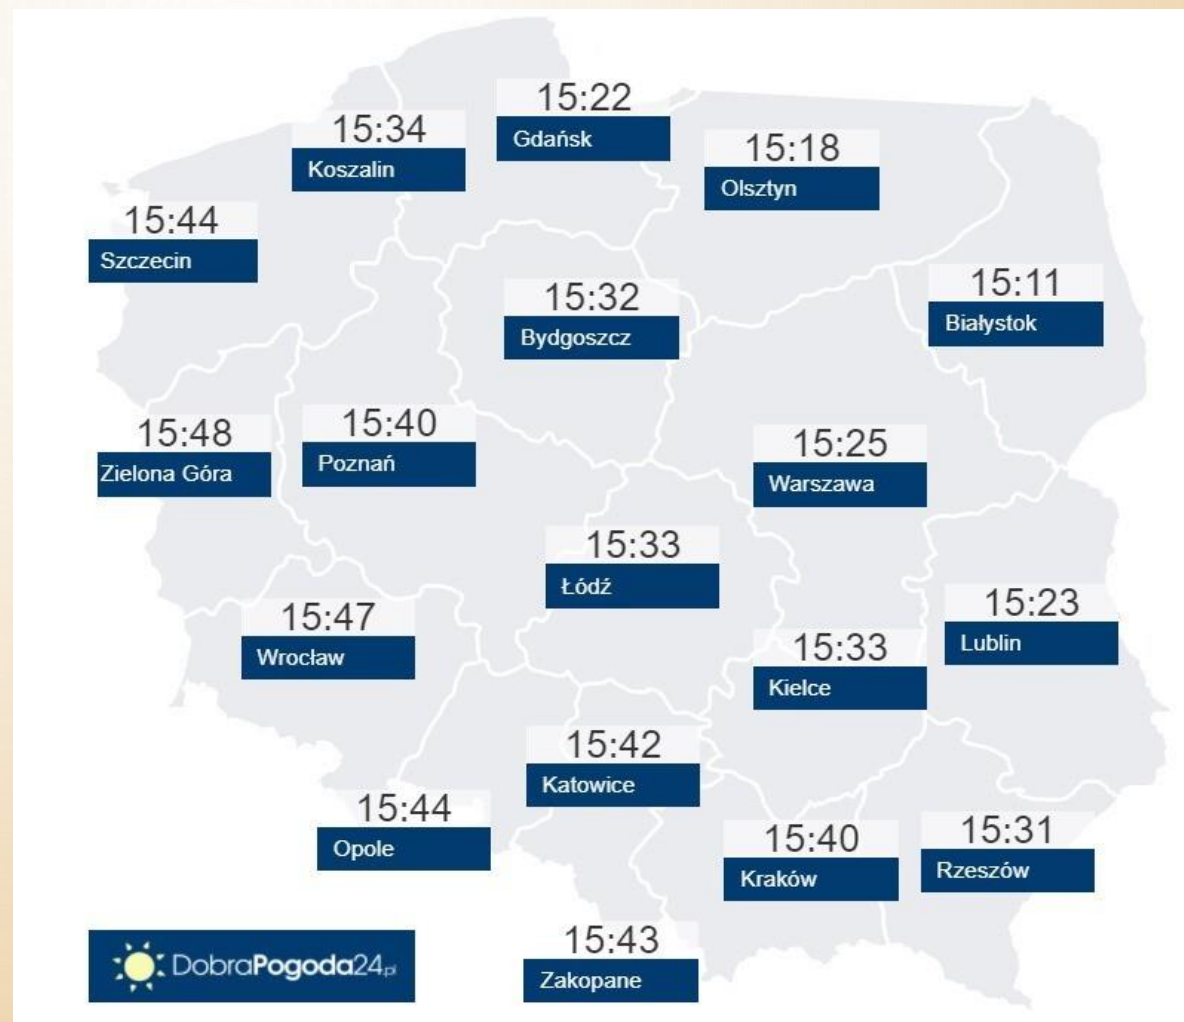 15:22
Gdańsk
15:34
Koszalin
15:18
Olsztyn
15:44
Szczecin
15:11
Białystok
15:32
Bydgoszcz
15:40
Poznań
15:48
Zielona Góra
15:25
Warszawa
15:33
Łódź
15:23
Lublin
15:47
Wrocław
15:33
Kielce
15:42
Katowice
15:44
Opole
15:31
Rzeszów
15:40
Kraków
15:43
Zakopane
DobraPogoda24.pl